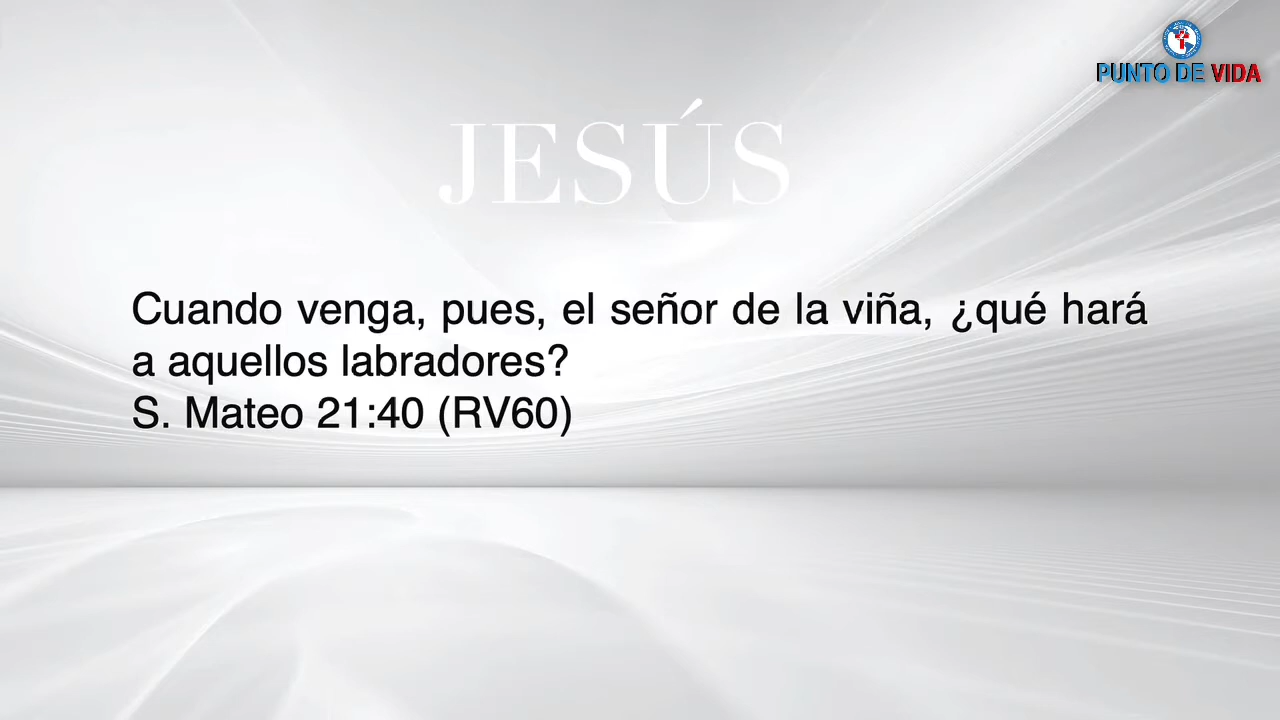 PUNTO DE VIDA
JESÚS
Cuando venga, pues, el señor de la viña, ¿qué hará
a aquellos labradores?
S. Mateo 21:40 (RV60)